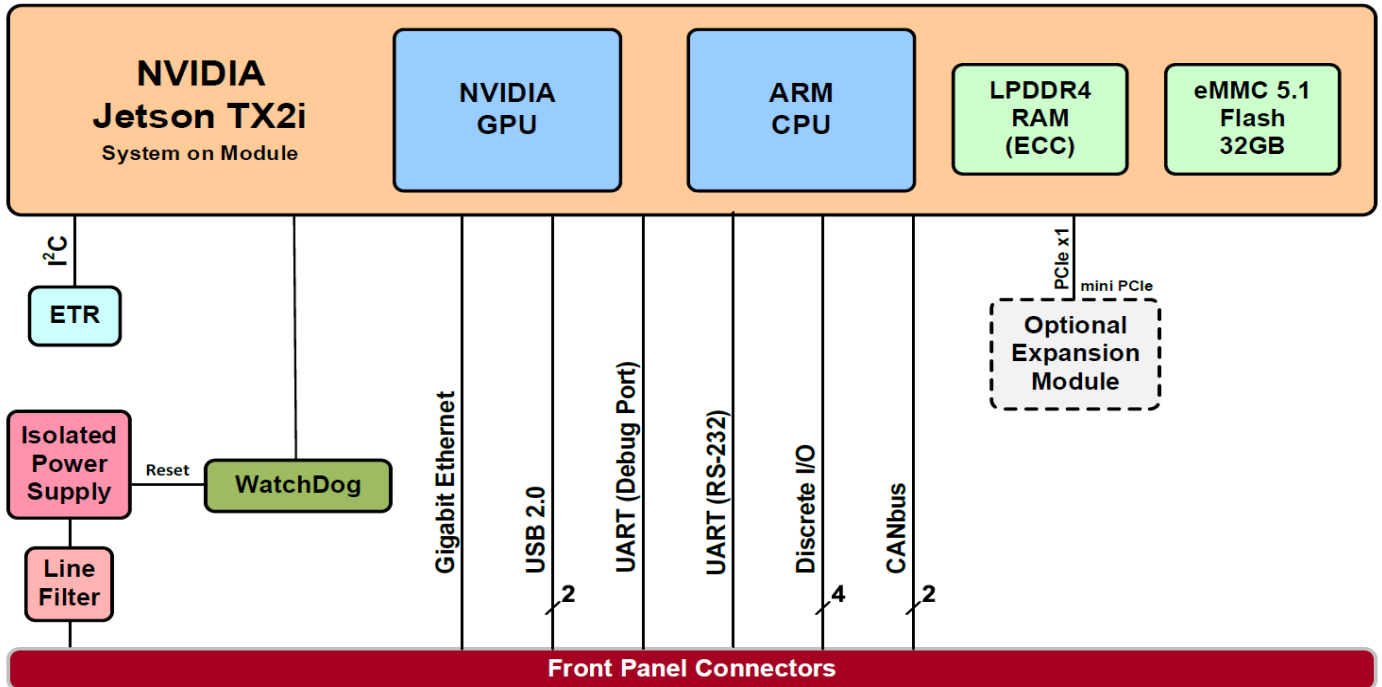 NVIDIA
Jetson TX2i
System on Module
NVIDIA
GPU
ARM
CPU
LPDDR4
RAM
(ECC)
eMMC 5.1
Flash
32GB
I²C
ETR
PCIe x1
mini PCIe
Optional
Expansion
Module
Isolated
Power
Supply
Reset
WatchDog
Line
Filter
Gigabit Ethernet
USB 2.0
2
UART (Debug Port)
UART (RS-232)
Discrete I/O
4
CANbus
2
Front Panel Connectors